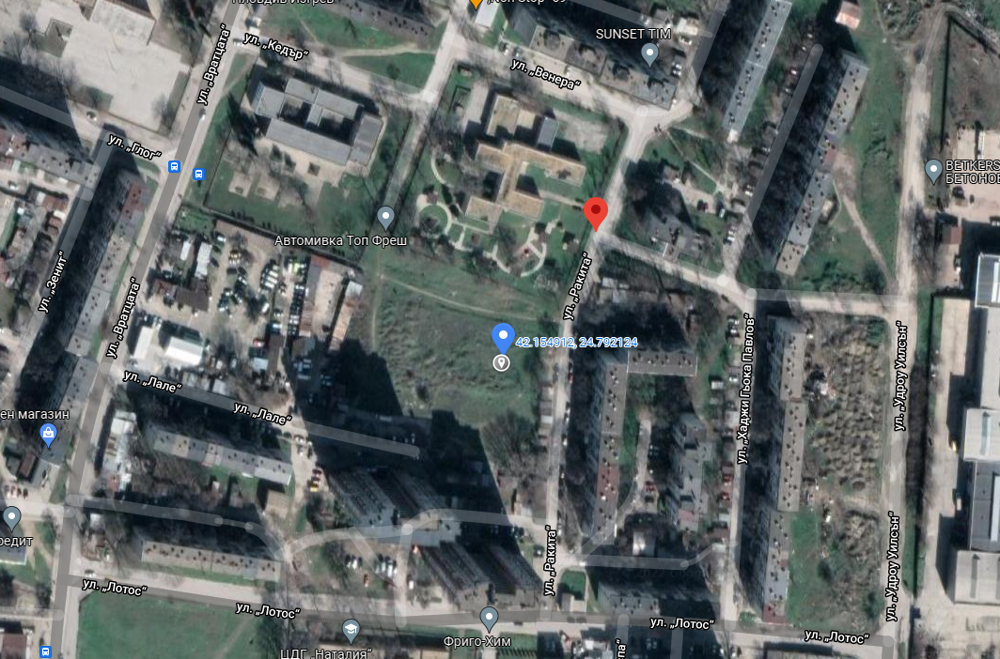 Пловдив Изгрев
„Non Stop“ 69
SUNSET TIM
ул. „Кедър“
ул. „Вратцата“
ул. „Венера“
ул. „Глог“
BETKERS
БЕТОНОВ
Автомивка Топ Фреш
ул. „Зенит“
ул. „Ракита“
ул. „Вратцата“
42.154912, 24.792124
ул. „Хаджи Гьока Павлов“
ул. „Удроу Уилсън“
ул. „Лале“
ул. „Лале“
ен магазин
редит
ул. „Ракита“
ул. „Удроу Уилсън“
ул. „Лотос“
ул. „Лотос“
ул. „Лотос“
ул. „Лотос“
Фриго-Хим
ЦДГ „Наталия“
па“